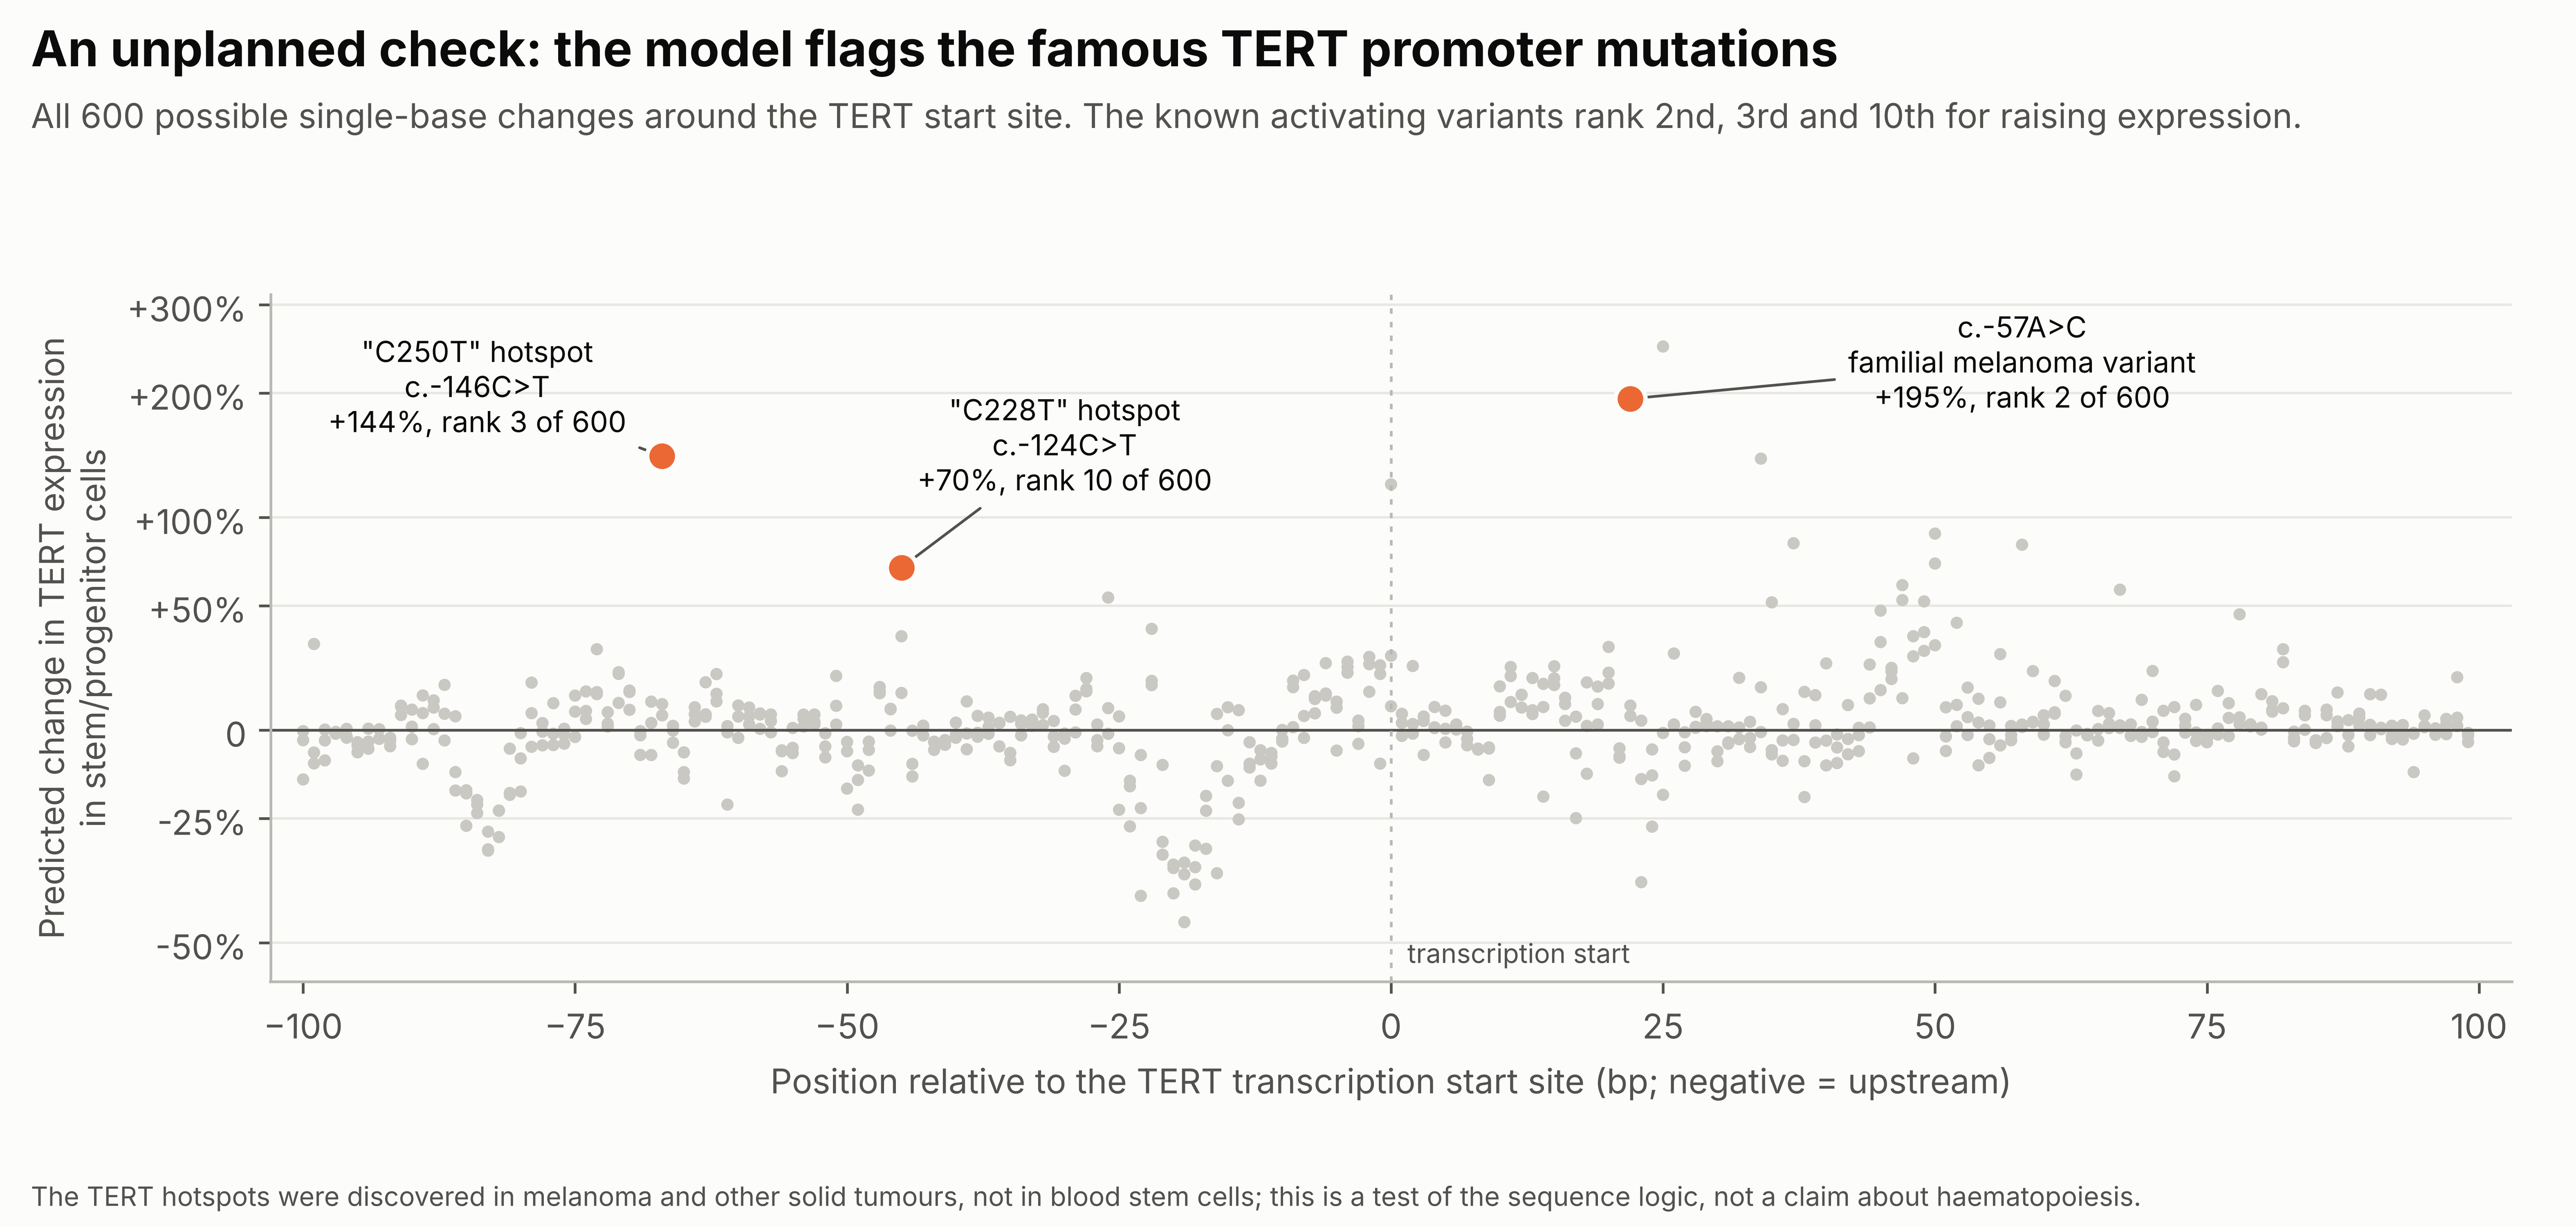 An unplanned check: the model flags the famous TERT promoter mutations
All 600 possible single-base changes around the TERT start site. The known activating variants rank 2nd, 3rd and 10th for raising expression.
Predicted change in TERT expression
in stem/progenitor cells
+300%
+200%
+100%
+50%
0
-25%
-50%
"C250T" hotspot
c.-146C>T
+144%, rank 3 of 600
"C228T" hotspot
c.-124C>T
+70%, rank 10 of 600
c.-57A>C
familial melanoma variant
+195%, rank 2 of 600
transcription start
−100 −75 −50 −25 0 25 50 75 100
Position relative to the TERT transcription start site (bp; negative = upstream)
The TERT hotspots were discovered in melanoma and other solid tumours, not in blood stem cells; this is a test of the sequence logic, not a claim about haematopoiesis.